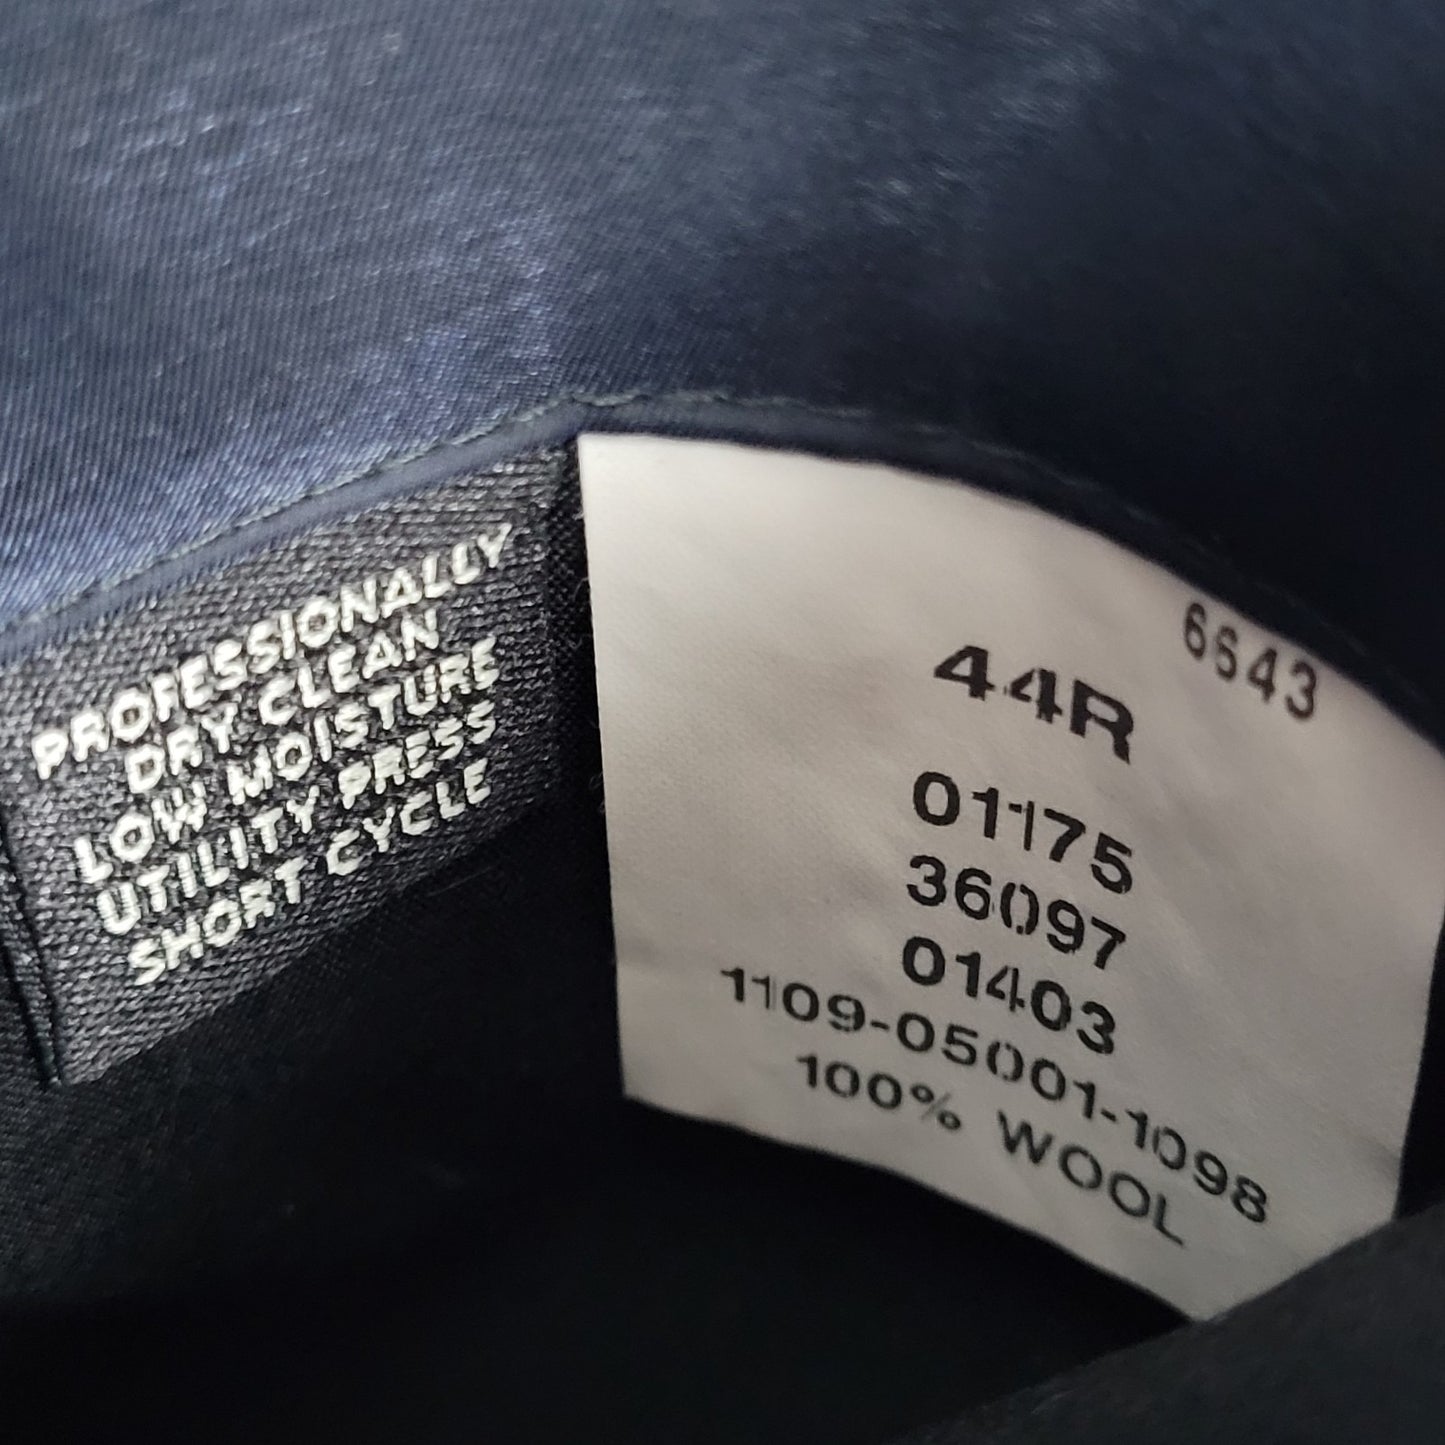 PROFESSIONALLY
DRY CLEAN
LOW MOISTURE
UTILITY PRESS
SHORT CYCLE
6643
44R
01175
36097
01403
1109-05001-1098
100% WOOL